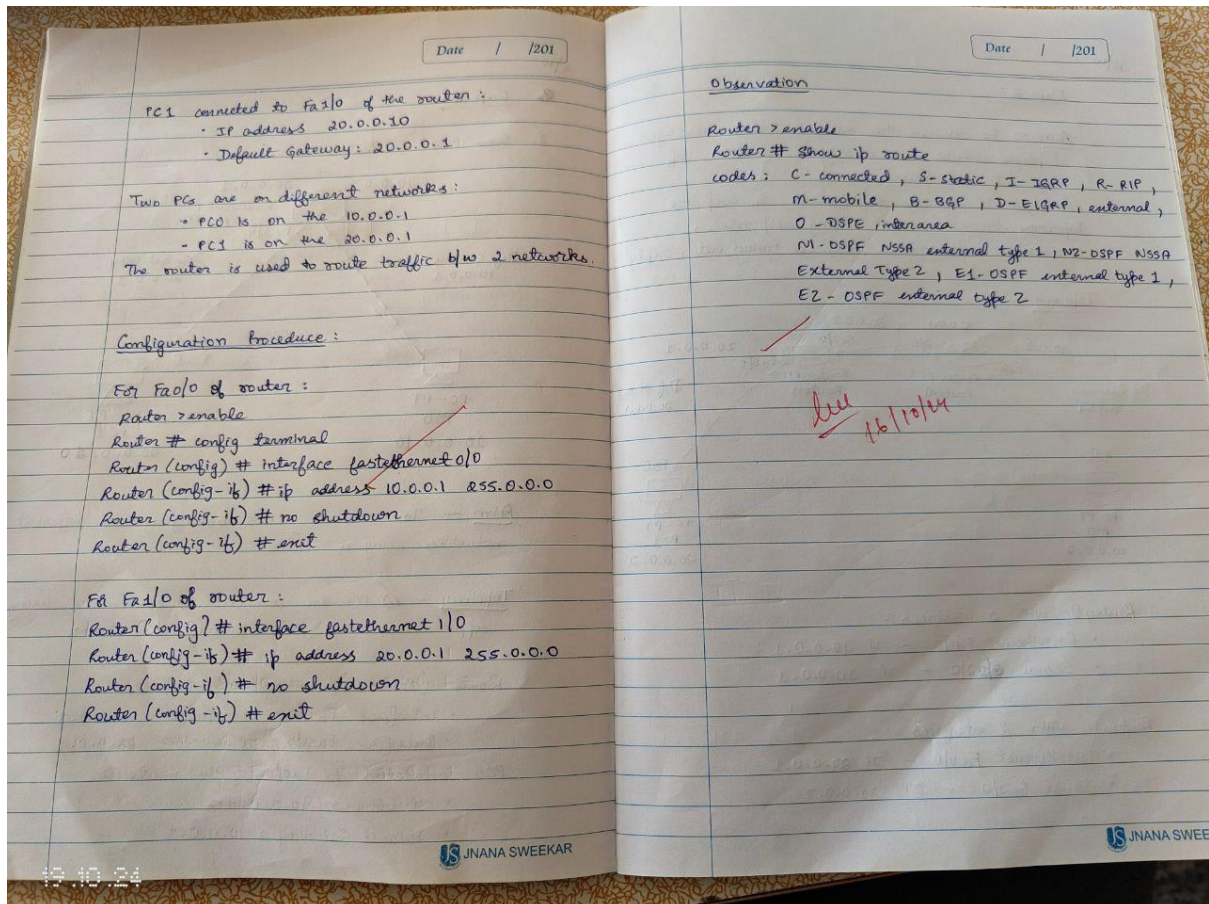 Date / /201
PC1 connected to Fa1/0 of the router :
• IP address 20.0.0.10
• Default Gateway : 20.0.0.1
Two PCs are on different networks :
• PC0 is on the 10.0.0.1
- PC1 is on the 20.0.0.1
The router is used to route traffic b/w 2 networks.
Configuration Proceduce :
For Fa0/0 of router :
Router > enable
Router # config terminal
Router (config) # interface fastethernet 0/0
Router (config-if) # ip address 10.0.0.1 255.0.0.0
Router (config-if) # no shutdown
Router (config-if) # exit
For Fa1/0 of router :
Router (config) # interface fastethernet 1/0
Router (config-if) # ip address 20.0.0.1 255.0.0.0
Router (config-if) # no shutdown
Router (config-if) # exit
JS JNANA SWEEKAR
19.10.24
Date / /201
Observation
Router > enable
Router # show ip route
codes : C - connected , S - static , I - IGRP , R - RIP ,
M - mobile , B - BGP , D - EIGRP , external ,
O - DSPE , interarea
N1 - OSPF NSSA external type 1 , N2 - OSPF NSSA
External Type 2 , E1 - OSPF external type 1 ,
E2 - OSPF external type 2
16/10/24
JS JNANA SWEE